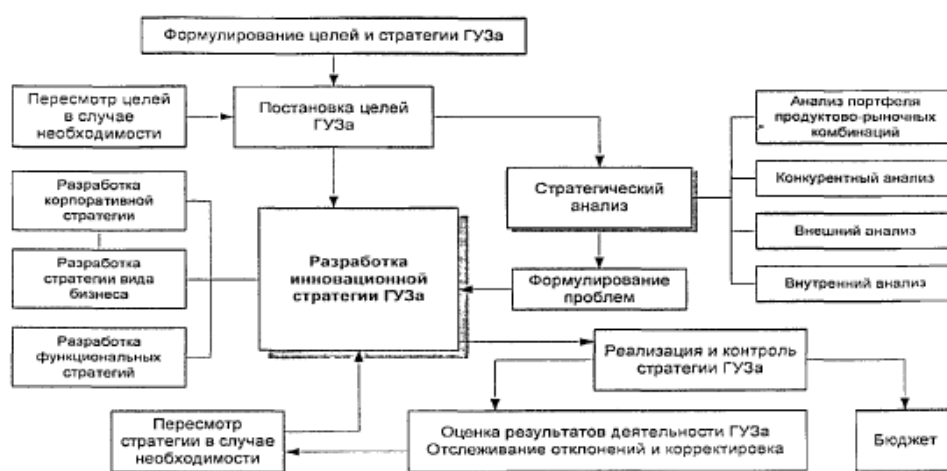 Формулирование целей и стратегии ГУЗа
Пересмотр целей
в случае
необходимости
Постановка целей
ГУЗа
Анализ портфеля
продуктово-рыночных
комбинаций
Разработка
корпоративной
стратегии
Стратегический
анализ
Конкурентный анализ
Разработка
инновационной
стратегии ГУЗа
Внешний анализ
Разработка
стратегии вида
бизнеса
Формулирование
проблем
Внутренний анализ
Разработка
функциональных
стратегий
Реализация и контроль
стратегии ГУЗа
Пересмотр
стратегии в случае
необходимости
Оценка результатов деятельности ГУЗа
Отслеживание отклонений и корректировка
Бюджет